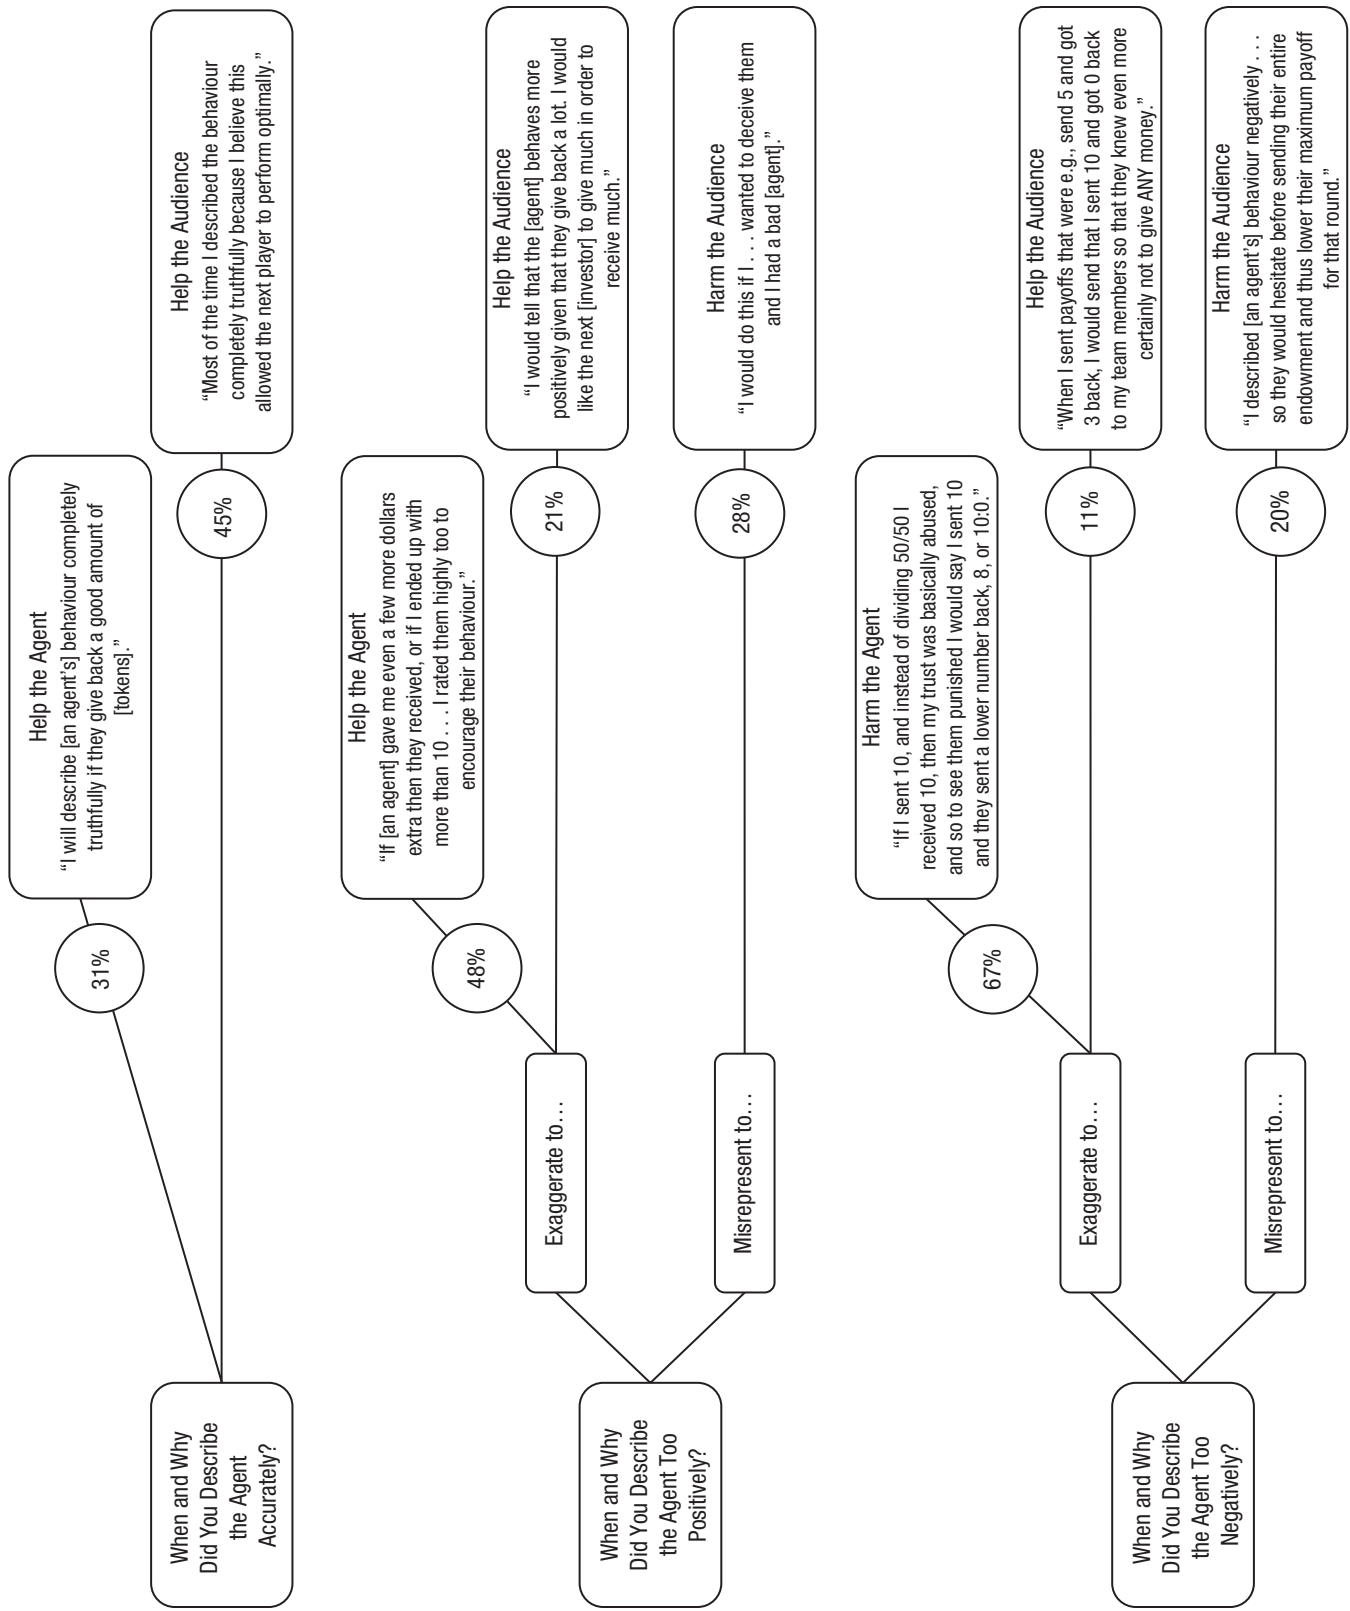 When and Why
Did You Describe
the Agent
Accurately?
31%
Help the Agent
“I will describe [an agent’s] behaviour completely
truthfully if they give back a good amount of
[tokens].”
45%
Help the Audience
“Most of the time I described the behaviour
completely truthfully because I believe this
allowed the next player to perform optimally.”
When and Why
Did You Describe
the Agent Too
Positively?
Exaggerate to…
48%
Help the Agent
“If [an agent] gave me even a few more dollars
extra then they received, or if I ended up with
more than 10 . . . I rated them highly too to
encourage their behaviour.”
21%
Help the Audience
“I would tell that the [agent] behaves more
positively given that they give back a lot. I would
like the next [investor] to give much in order to
receive much.”
Misrepresent to…
28%
Harm the Audience
“I would do this if I . . . wanted to deceive them
and I had a bad [agent].”
When and Why
Did You Describe
the Agent Too
Negatively?
Exaggerate to…
67%
Harm the Agent
“If I sent 10, and instead of dividing 50/50 I
received 10, then my trust was basically abused,
and so to see them punished I would say I sent 10
and they sent a lower number back, 8, or 10:0.”
11%
Help the Audience
“When I sent payoffs that were e.g., send 5 and got
3 back, I would send that I sent 10 and got 0 back
to my team members so that they knew even more
certainly not to give ANY money.”
Misrepresent to…
20%
Harm the Audience
“I described [an agent’s] behaviour negatively . . .
so they would hesitate before sending their entire
endowment and thus lower their maximum payoff
for that round.”